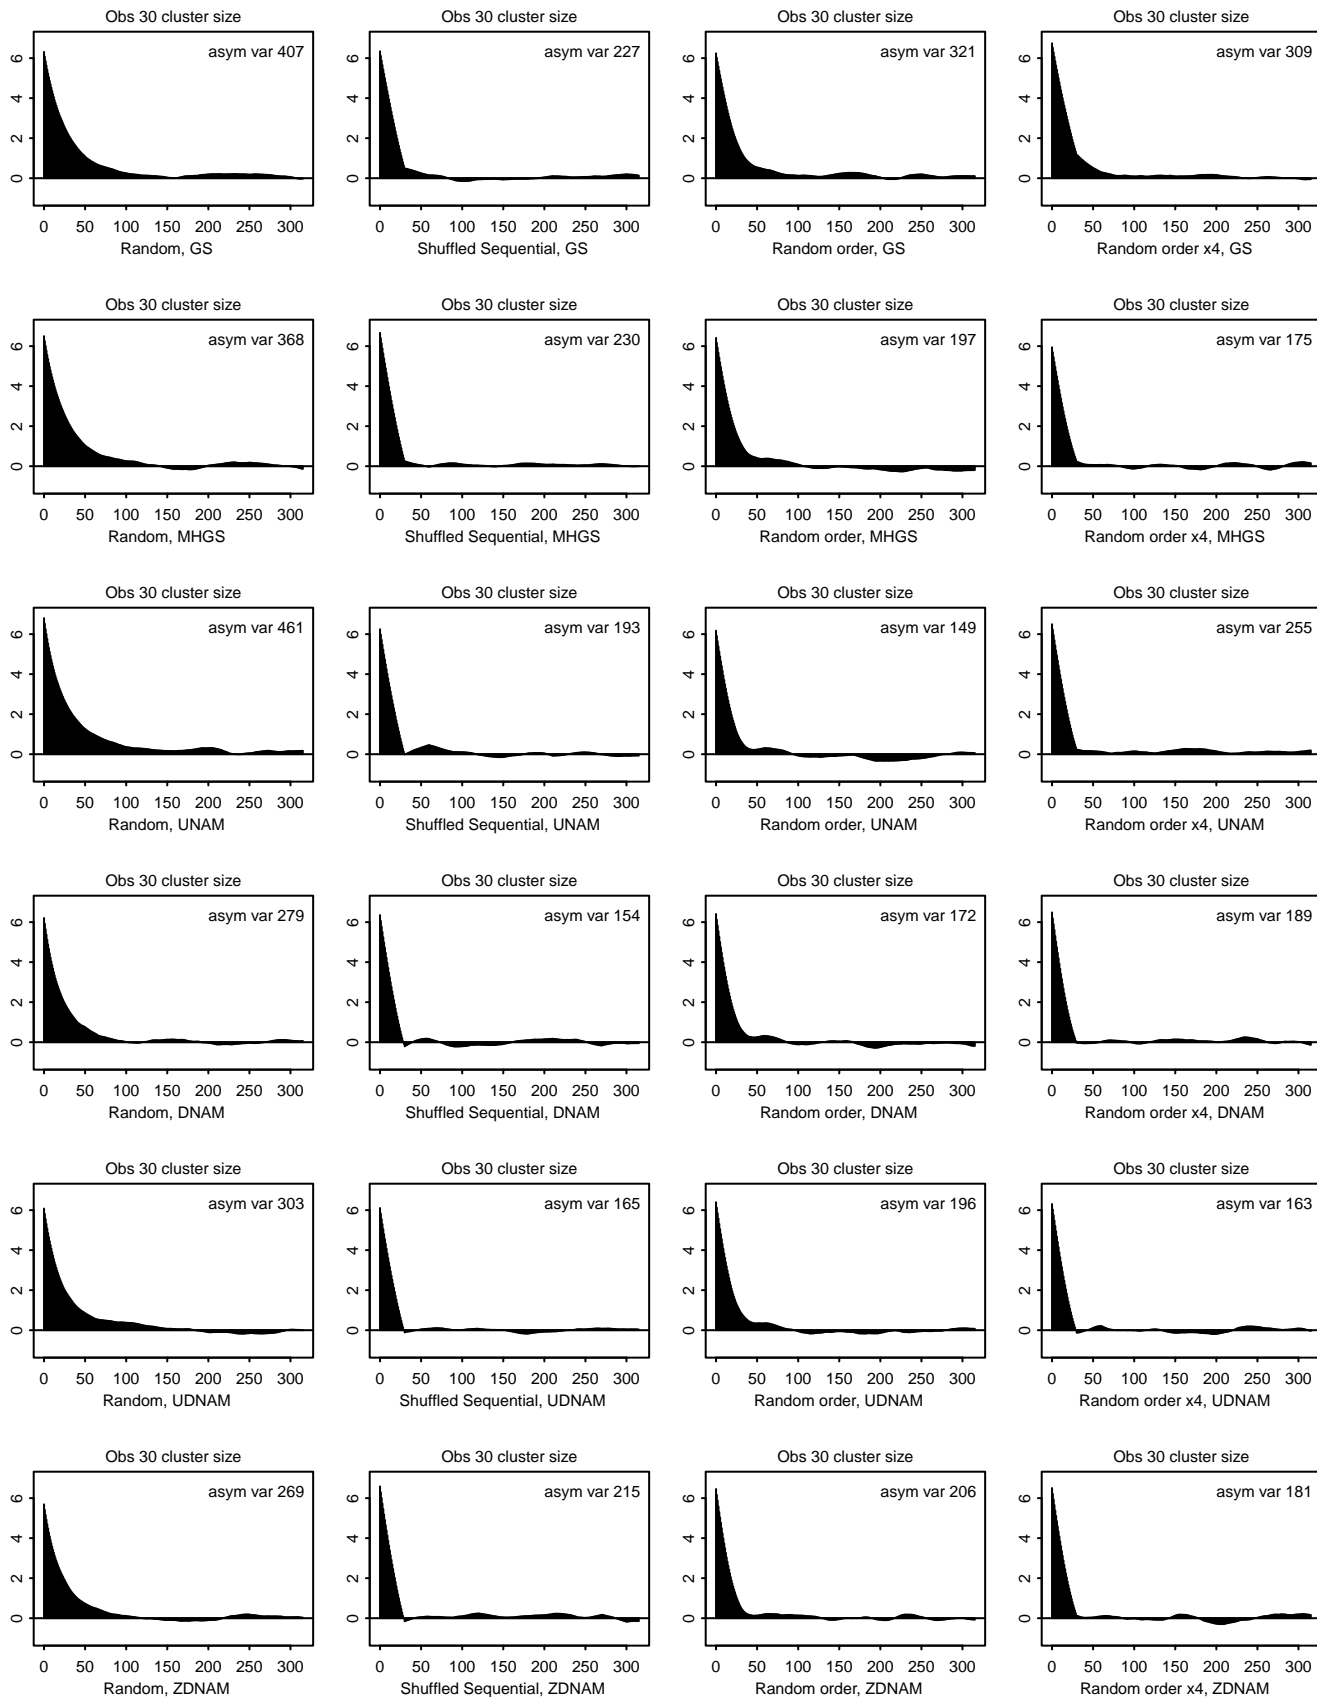 Obs 30 cluster size Obs 30 cluster size Obs 30 cluster size Obs 30 cluster size
asym var 407 asym var 227 asym var 321 asym var 309
6 6 6 6
4 4 4 4
2 2 2 2
0 0 0 0
0 50 100 150 200 250 300 0 50 100 150 200 250 300 0 50 100 150 200 250 300 0 50 100 150 200 250 300
Random, GS Shuffled Sequential, GS Random order, GS Random order x4, GS
Obs 30 cluster size Obs 30 cluster size Obs 30 cluster size Obs 30 cluster size
asym var 368 asym var 230 asym var 197 asym var 175
6 6 6 6
4 4 4 4
2 2 2 2
0 0 0 0
0 50 100 150 200 250 300 0 50 100 150 200 250 300 0 50 100 150 200 250 300 0 50 100 150 200 250 300
Random, MHGS Shuffled Sequential, MHGS Random order, MHGS Random order x4, MHGS
Obs 30 cluster size Obs 30 cluster size Obs 30 cluster size Obs 30 cluster size
asym var 461 asym var 193 asym var 149 asym var 255
6 6 6 6
4 4 4 4
2 2 2 2
0 0 0 0
0 50 100 150 200 250 300 0 50 100 150 200 250 300 0 50 100 150 200 250 300 0 50 100 150 200 250 300
Random, UNAM Shuffled Sequential, UNAM Random order, UNAM Random order x4, UNAM
Obs 30 cluster size Obs 30 cluster size Obs 30 cluster size Obs 30 cluster size
asym var 279 asym var 154 asym var 172 asym var 189
6 6 6 6
4 4 4 4
2 2 2 2
0 0 0 0
0 50 100 150 200 250 300 0 50 100 150 200 250 300 0 50 100 150 200 250 300 0 50 100 150 200 250 300
Random, DNAM Shuffled Sequential, DNAM Random order, DNAM Random order x4, DNAM
Obs 30 cluster size Obs 30 cluster size Obs 30 cluster size Obs 30 cluster size
asym var 303 asym var 165 asym var 196 asym var 163
6 6 6 6
4 4 4 4
2 2 2 2
0 0 0 0
0 50 100 150 200 250 300 0 50 100 150 200 250 300 0 50 100 150 200 250 300 0 50 100 150 200 250 300
Random, UDNAM Shuffled Sequential, UDNAM Random order, UDNAM Random order x4, UDNAM
Obs 30 cluster size Obs 30 cluster size Obs 30 cluster size Obs 30 cluster size
asym var 269 asym var 215 asym var 206 asym var 181
6 6 6 6
4 4 4 4
2 2 2 2
0 0 0 0
0 50 100 150 200 250 300 0 50 100 150 200 250 300 0 50 100 150 200 250 300 0 50 100 150 200 250 300
Random, ZDNAM Shuffled Sequential, ZDNAM Random order, ZDNAM Random order x4, ZDNAM